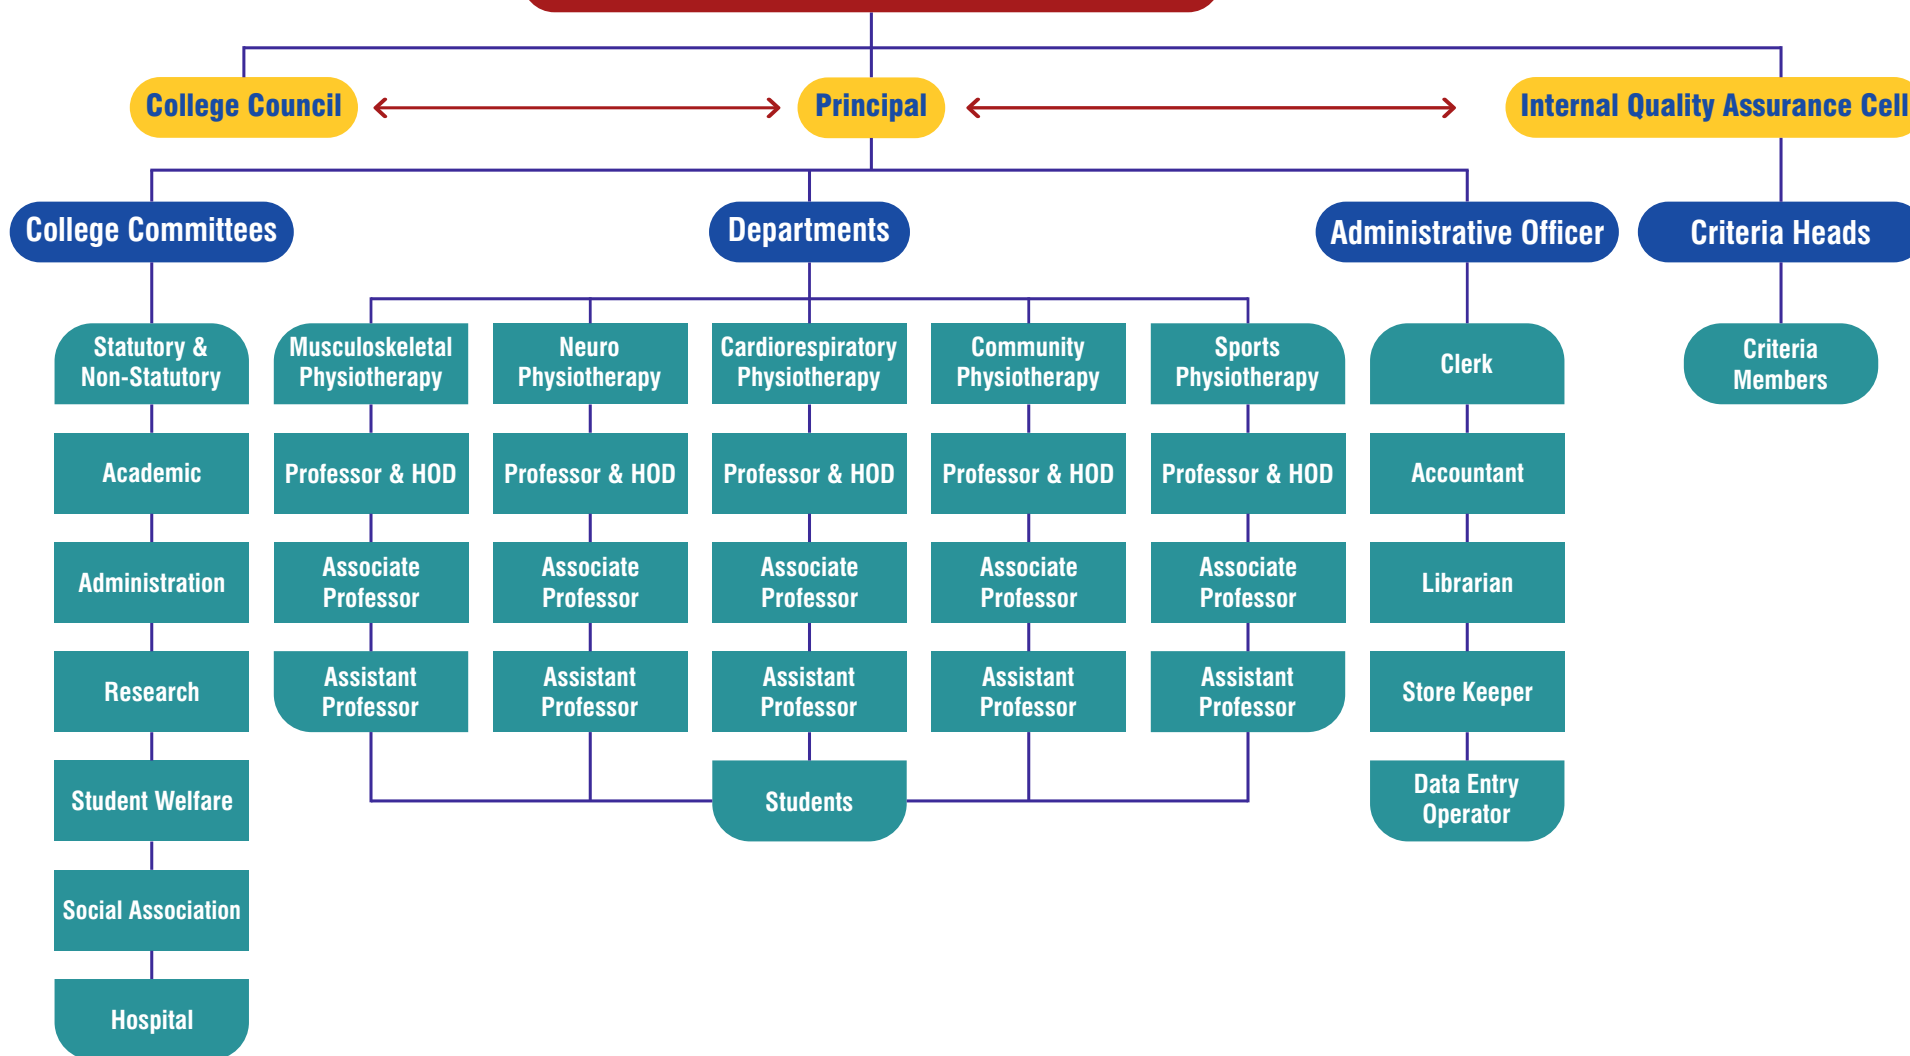 College Council
Principal
Internal Quality Assurance Cell
College Committees
Departments
Administrative Officer
Criteria Heads
Statutory &
Non-Statutory
Musculoskeletal
Physiotherapy
Neuro
Physiotherapy
Cardiorespiratory
Physiotherapy
Community
Physiotherapy
Sports
Physiotherapy
Clerk
Criteria
Members
Academic
Professor & HOD
Professor & HOD
Professor & HOD
Professor & HOD
Professor & HOD
Accountant
Administration
Associate
Professor
Associate
Professor
Associate
Professor
Associate
Professor
Associate
Professor
Librarian
Research
Assistant
Professor
Assistant
Professor
Assistant
Professor
Assistant
Professor
Assistant
Professor
Store Keeper
Student Welfare
Students
Data Entry
Operator
Social Association
Hospital